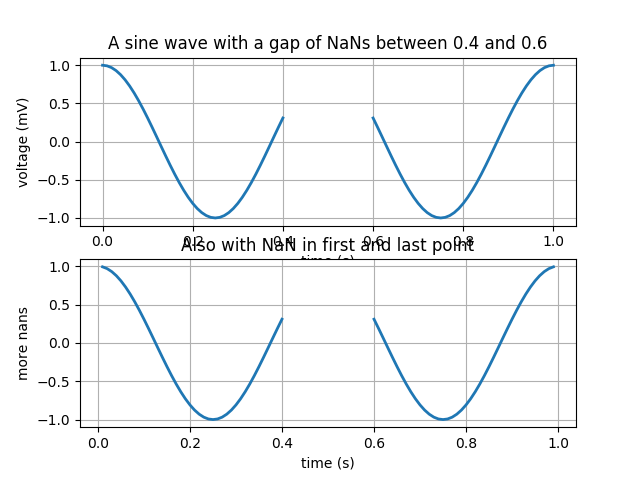 A sine wave with a gap of NaNs between 0.4 and 0.6
1.0
0.5
0.0
−0.5
−1.0
voltage (mV)
0.0 0.2 0.4 0.6 0.8 1.0
time (s)
Also with NaN in first and last point
1.0
0.5
0.0
−0.5
−1.0
more nans
0.0 0.2 0.4 0.6 0.8 1.0
time (s)